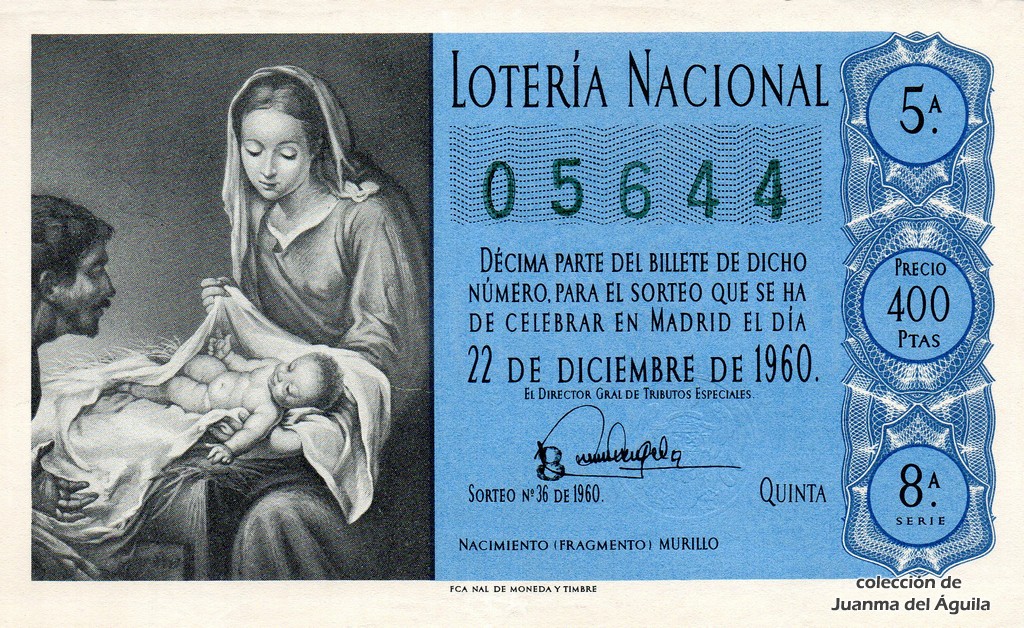 LOTERÍA NACIONAL
05644
DÉCIMA PARTE DEL BILLETE DE DICHO
NÚMERO, PARA EL SORTEO QUE SE HA
DE CELEBRAR EN MADRID EL DÍA
22 DE DICIEMBRE DE 1960.
EL DIRECTOR GRAL DE TRIBUTOS ESPECIALES.
SORTEO Nº 36 DE 1960.
QUINTA
NACIMIENTO (FRAGMENTO) MURILLO
FCA NAL DE MONEDA Y TIMBRE
5.A
PRECIO
400
PTAS
8.A
SERIE
colección de
Juanma del Águila